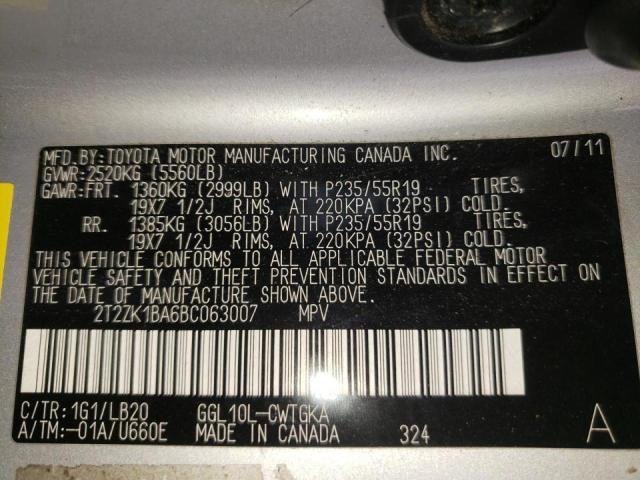 MFD.BY:TOYOTA MOTOR MANUFACTURING CANADA INC. 07/11
GVWR:2520KG (5560LB)
GAWR:FRT. 1360KG (2999LB) WITH P235/55R19 TIRES,
19X7 1/2J RIMS, AT 220KPA (32PSI) COLD.
RR. 1385KG (3056LB) WITH P235/55R19 TIRES,
19X7 1/2J RIMS, AT 220KPA (32PSI) COLD.
THIS VEHICLE CONFORMS TO ALL APPLICABLE FEDERAL MOTOR
VEHICLE SAFETY AND THEFT PREVENTION STANDARDS IN EFFECT ON
THE DATE OF MANUFACTURE SHOWN ABOVE.
2T2ZK1BA6BC063007 MPV
C/TR:1G1/LB20 GGL10L-CWTGKA
A/TM:-01A/U660E MADE IN CANADA 324 A